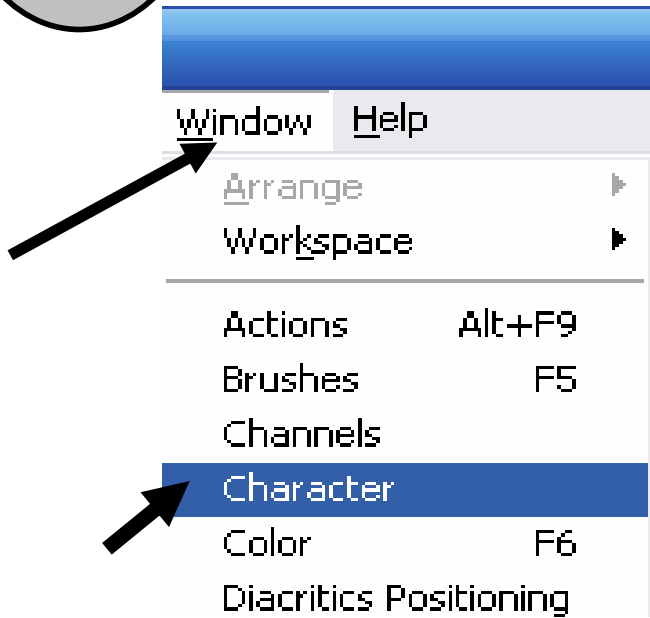 Window Help
Arrange
Workspace
Actions Alt+F9
Brushes F5
Channels
Character
Color F6
Diacritics Positioning